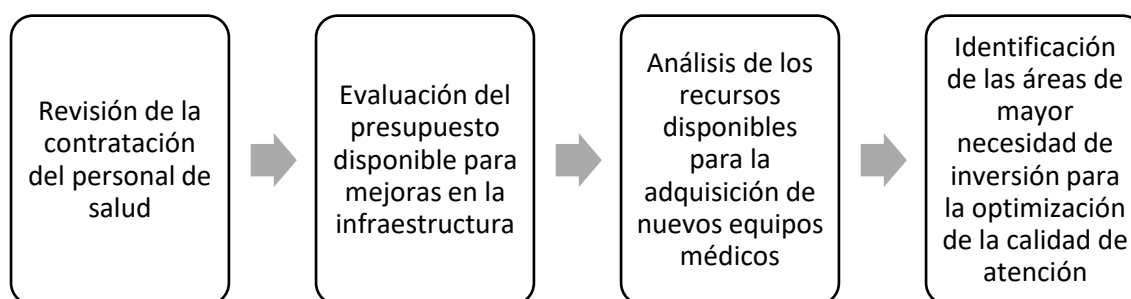 Revisión de la
contratación
del personal de
salud
Evaluación del
presupuesto
disponible para
mejoras en la
infraestructura
Análisis de los
recursos
disponibles
para la
adquisición de
nuevos equipos
médicos
Identificación
de las áreas de
mayor
necesidad de
inversión para
la optimización
de la calidad de
atención